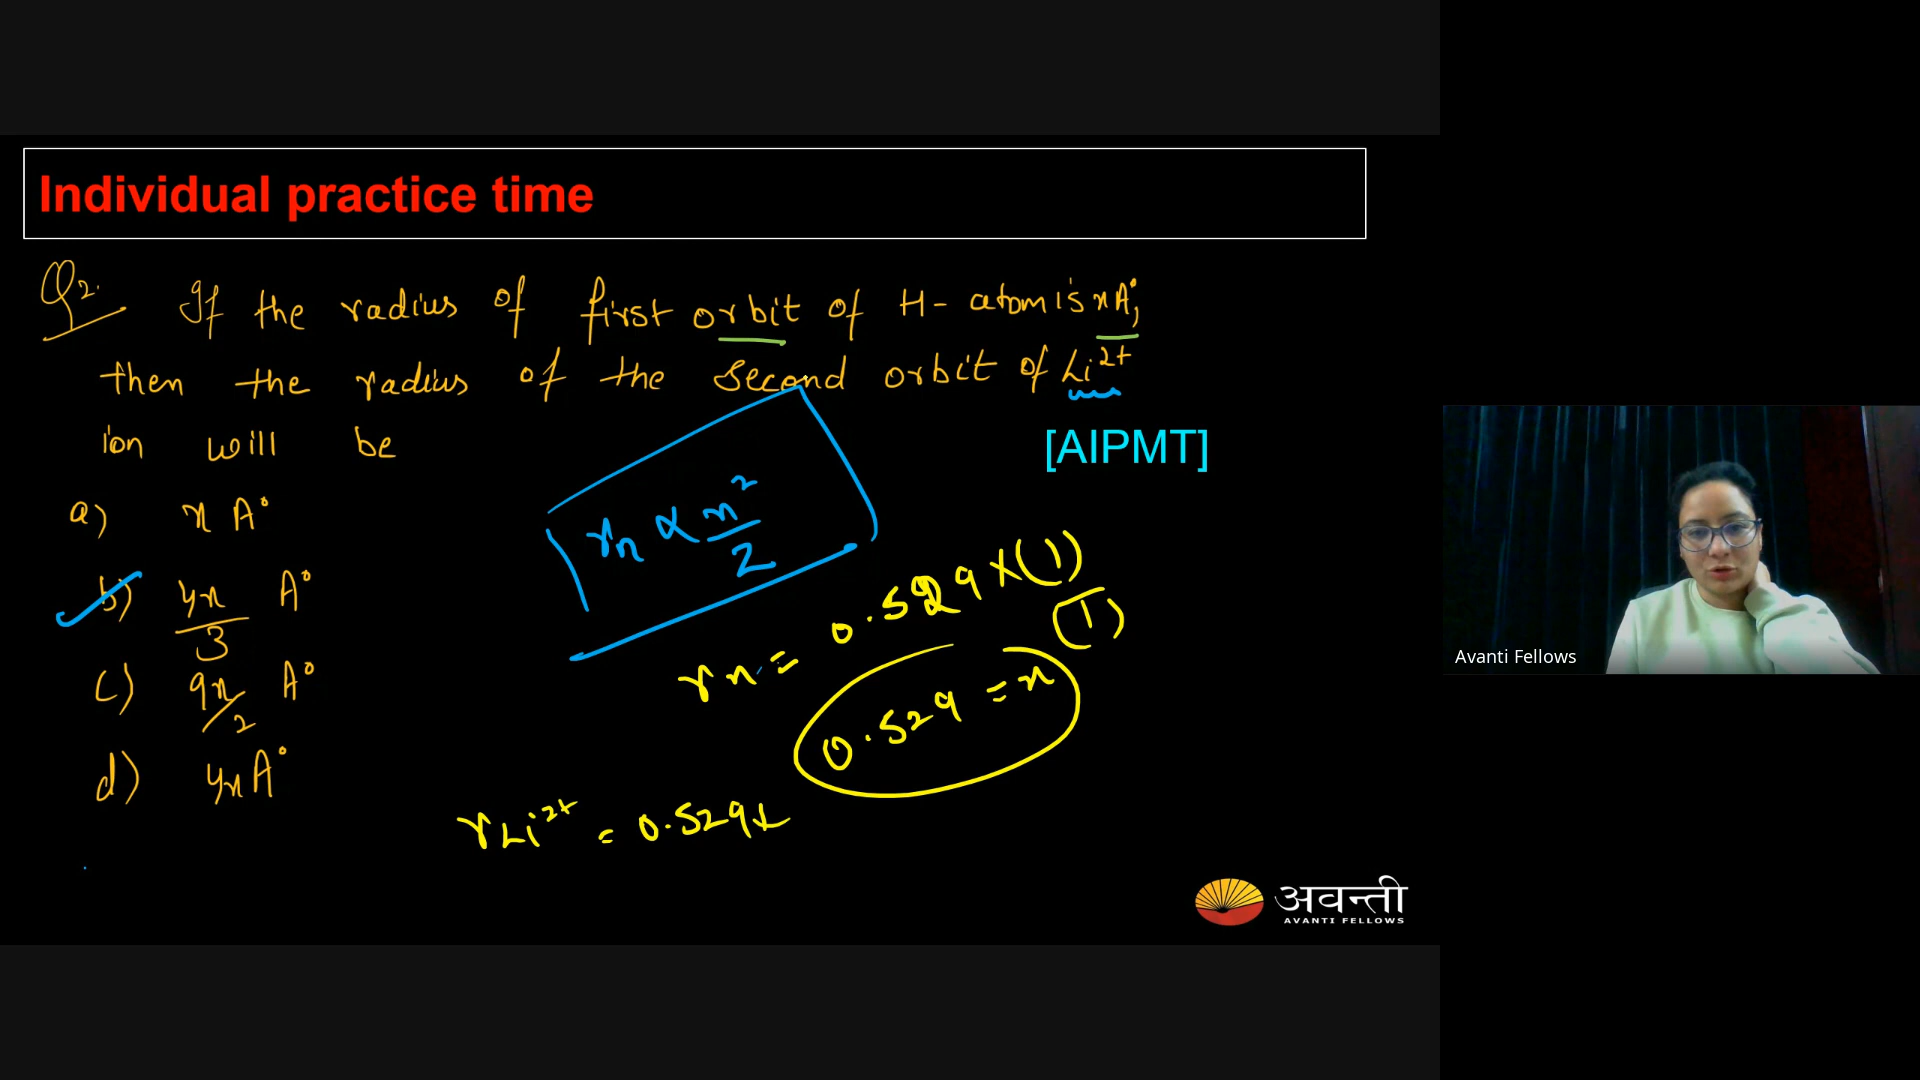 Individual practice time
Q2. If the radius of first orbit of H- atom is x A°,
then the radius of the second orbit of Li²⁺
ion will be
[AIPMT]
a) x A°
b) 4x/3 A°
c) 9x/2 A°
d) 4x A°
rn ∝ n²/Z
rn = 0.529 × (1)/(1)
0.529 = x
r Li²⁺ = 0.529 ×
Avanti Fellows
अवन्ती
AVANTI FELLOWS